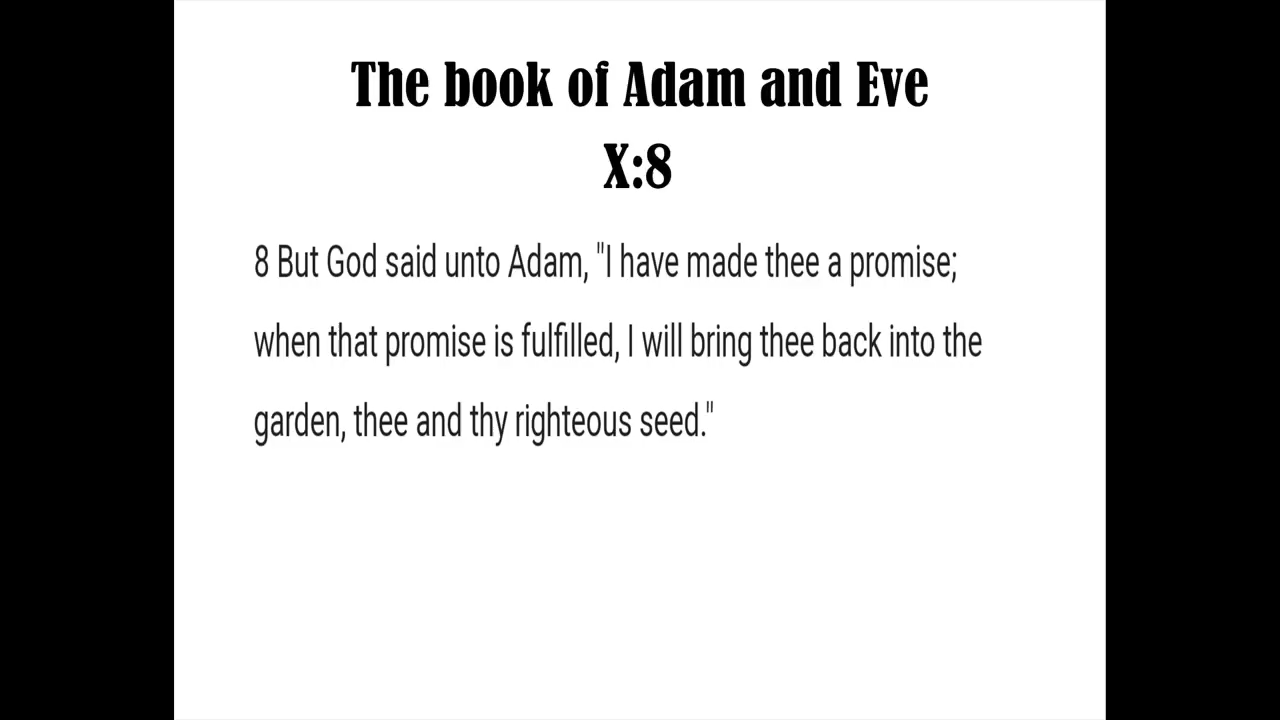 The book of Adam and Eve
X:8
8 But God said unto Adam, "I have made thee a promise;
when that promise is fulfilled, I will bring thee back into the
garden, thee and thy righteous seed."